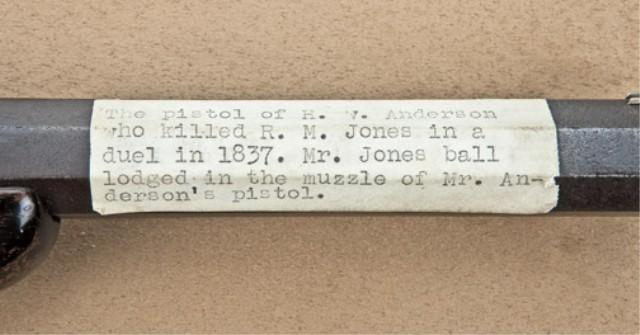 The pistol of H. V. Anderson
who killed R. M. Jones in a
duel in 1837. Mr. Jones ball
lodged in the muzzle of Mr. An-
derson's pistol.